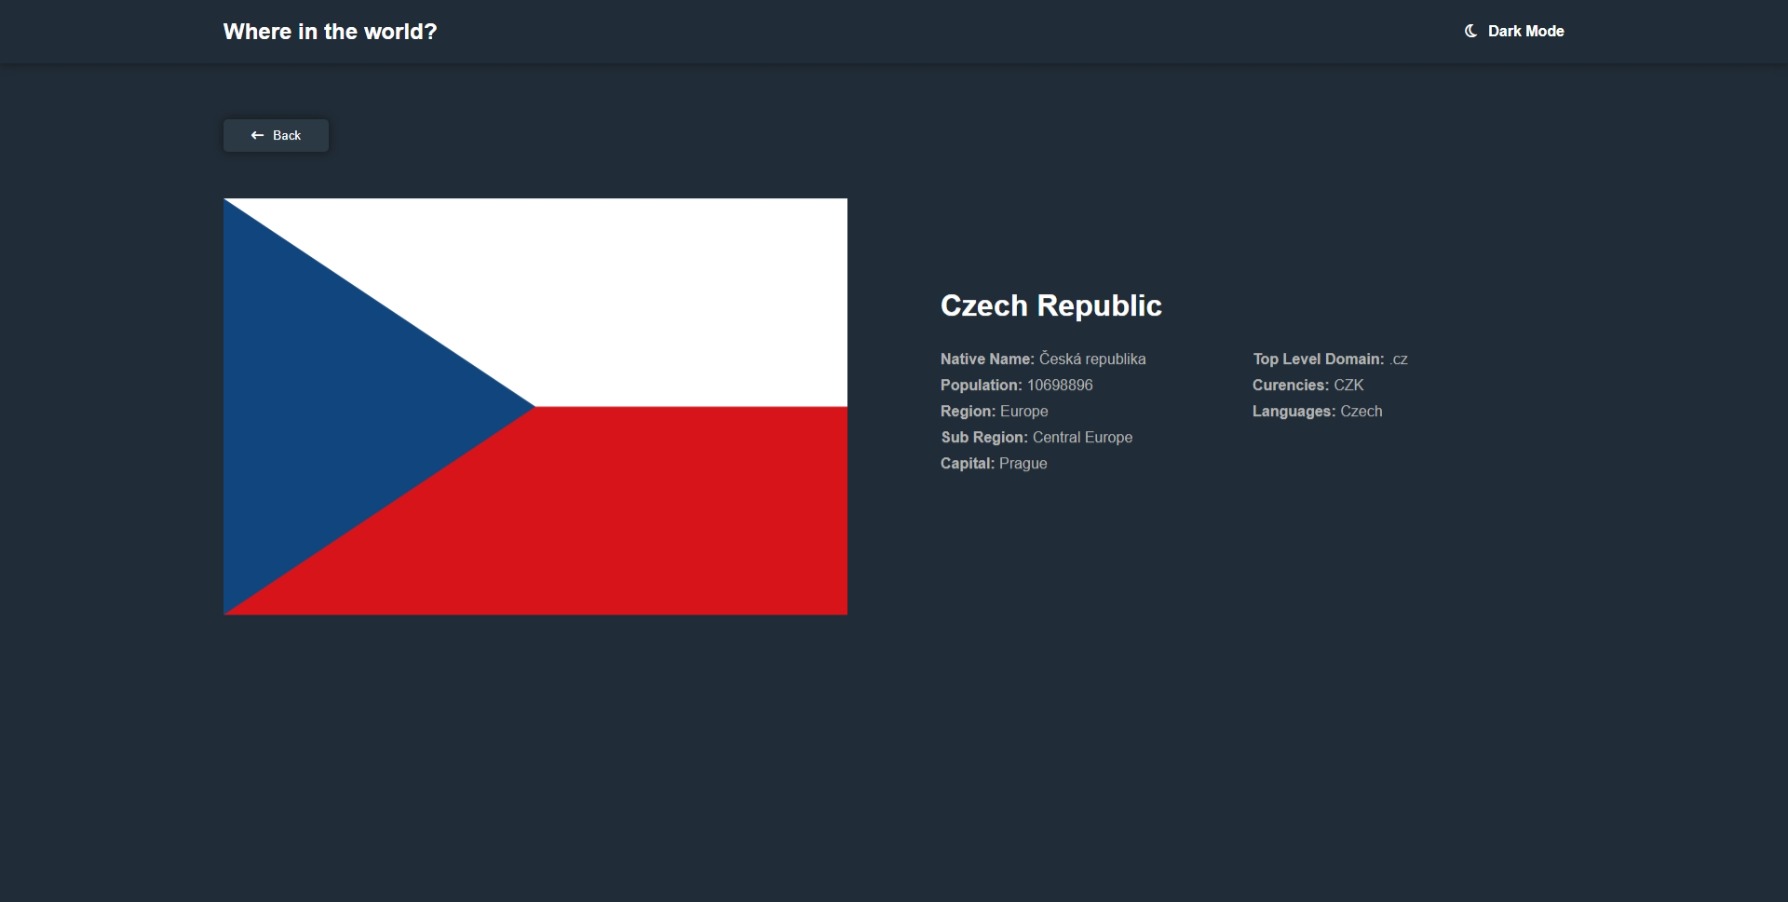 Where in the world?
Dark Mode
Back
Czech Republic
Native Name: Česká republika
Population: 10698896
Region: Europe
Sub Region: Central Europe
Capital: Prague
Top Level Domain: .cz
Curencies: CZK
Languages: Czech